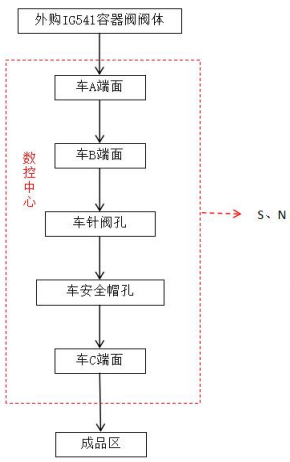 外购IG541容器阀阀体
车A端面
车B端面
数控中心
车针阀孔
S、N
车安全帽孔
车C端面
成品区